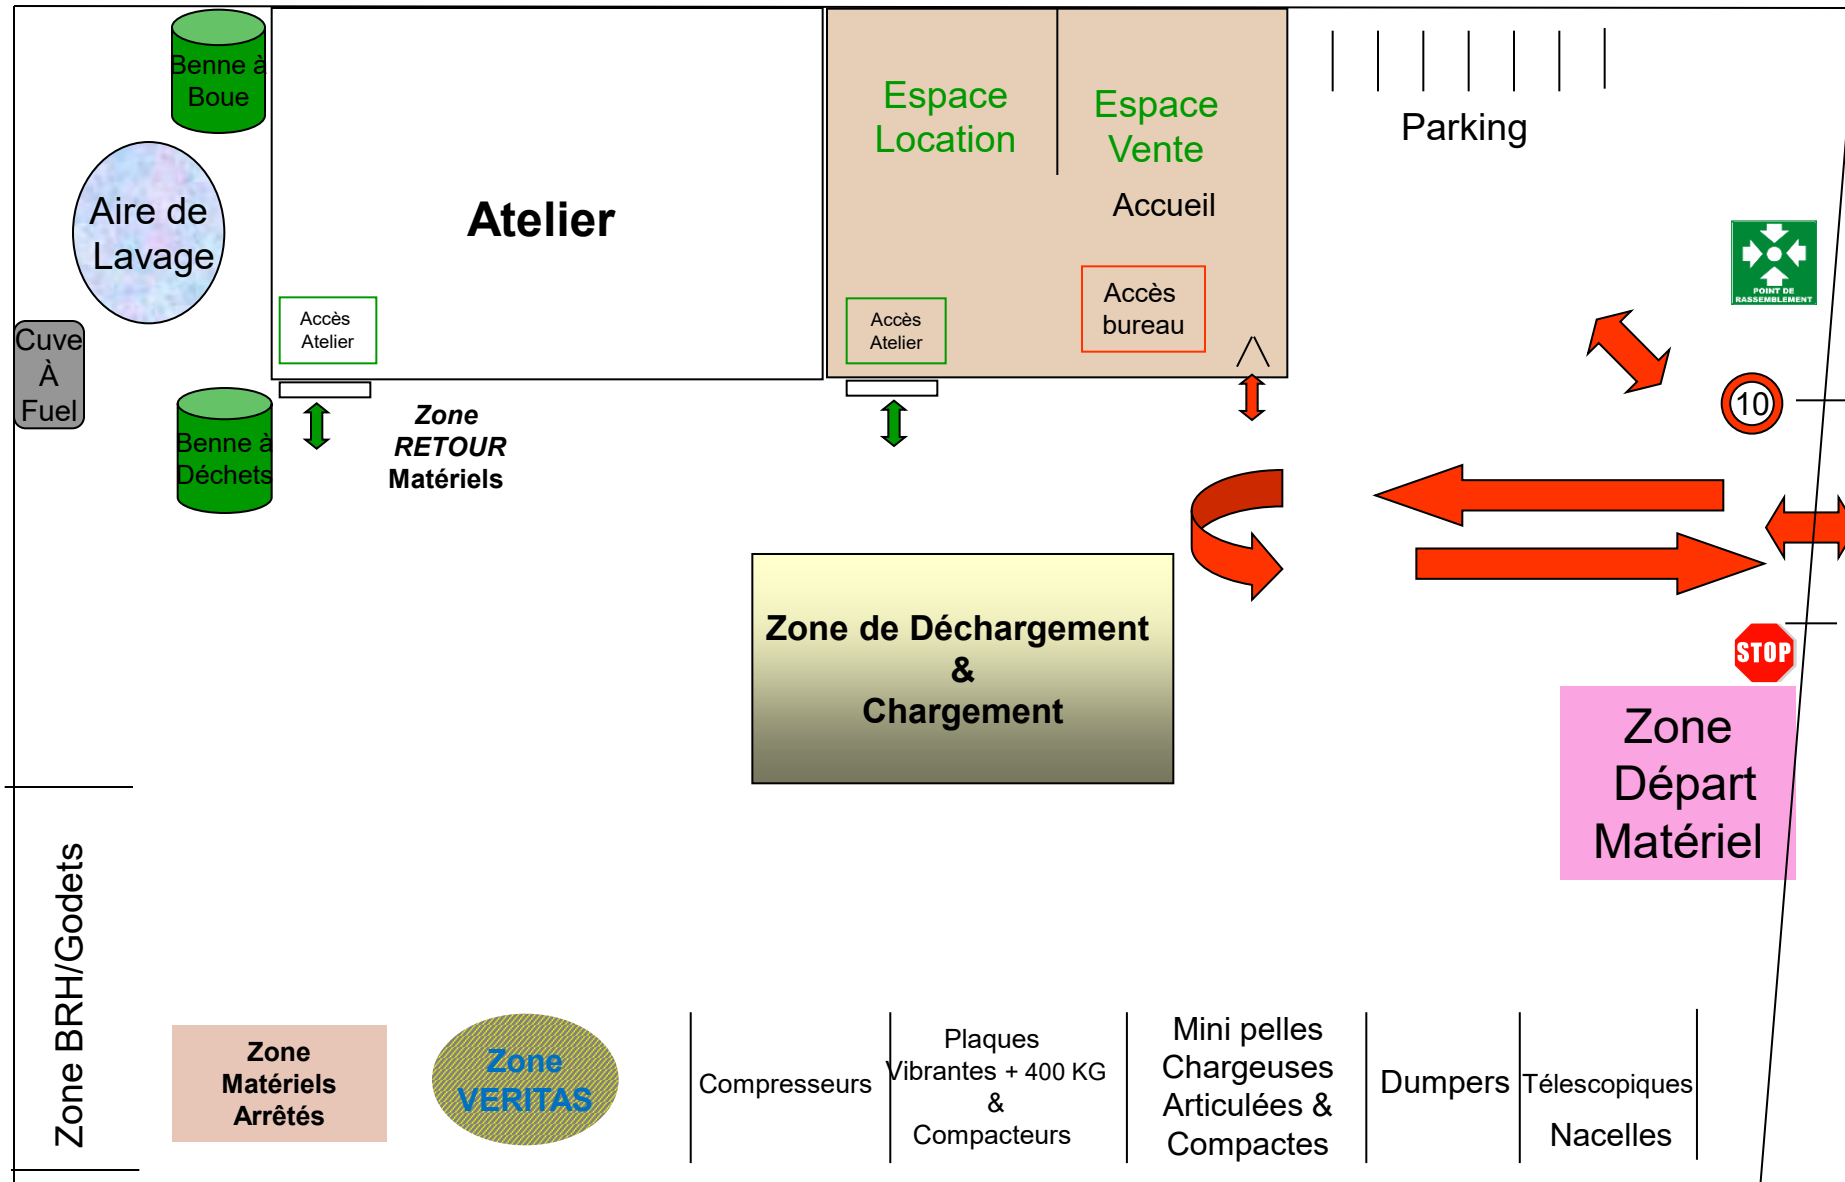 Benne à
Boue
Aire de
Lavage
Cuve
À
Fuel
Benne à
Déchets
Atelier
Accès
Atelier
Zone
RETOUR
Matériels
Espace
Location
Espace
Vente
Accueil
Accès
Atelier
Accès
bureau
Parking
POINT DE
RASSEMBLEMENT
10
STOP
Zone de Déchargement
&
Chargement
Zone
Départ
Matériel
Zone BRH/Godets
Zone
Matériels
Arrêtés
Zone
VERITAS
Compresseurs
Plaques
Vibrantes + 400 KG
&
Compacteurs
Mini pelles
Chargeuses
Articulées &
Compactes
Dumpers
Télescopiques
Nacelles